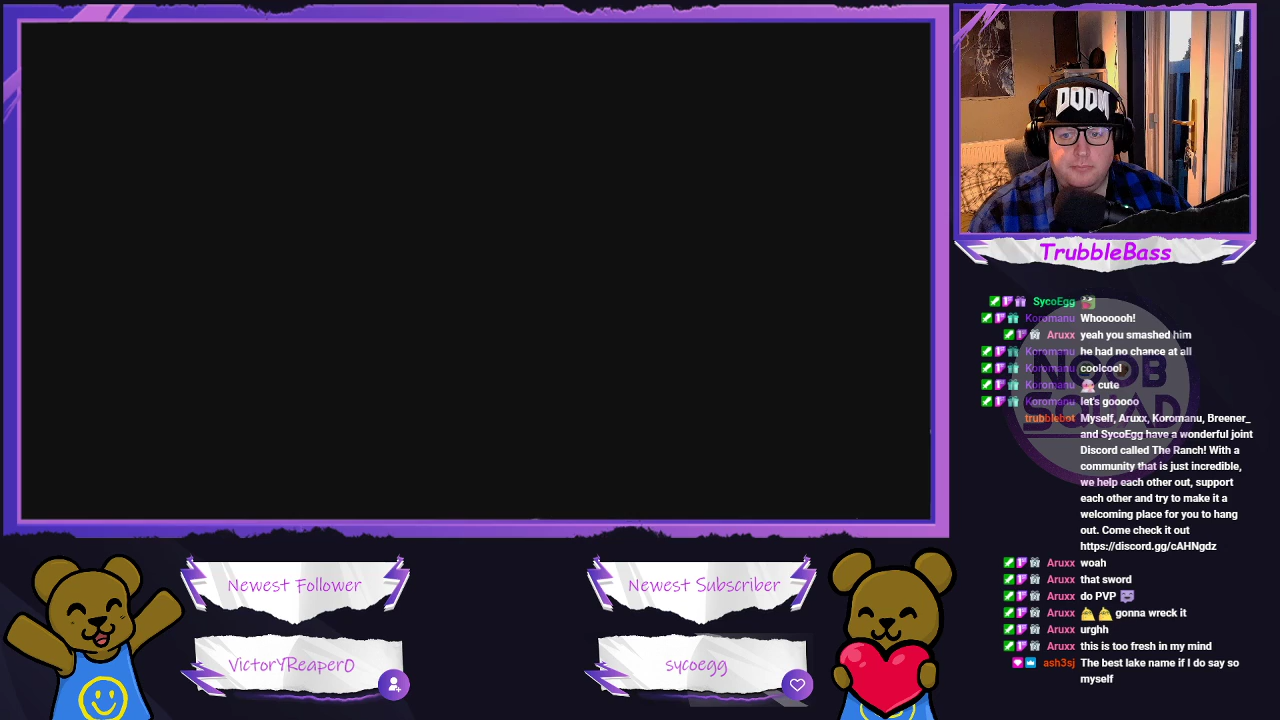 DOOM
TrubbleBass
SycoEgg
Koromanu Whoooooh!
Aruxx yeah you smashed him
Koromanu he had no chance at all
Koromanu coolcool
Koromanu cute
Koromanu let's gooooo
NOOB
SQUAD
trubblebot Myself, Aruxx, Koromanu, Breener_
and SycoEgg have a wonderful joint
Discord called The Ranch! With a
community that is just incredible,
we help each other out, support
each other and try to make it a
welcoming place for you to hang
out. Come check it out
https://discord.gg/cAHNgdz
Aruxx woah
Aruxx that sword
Aruxx do PVP
Aruxx gonna wreck it
Aruxx urghh
Aruxx this is too fresh in my mind
ash3sj The best lake name if I do say so
myself
Newest Follower
VictorYReaper0
Newest Subscriber
sycoegg